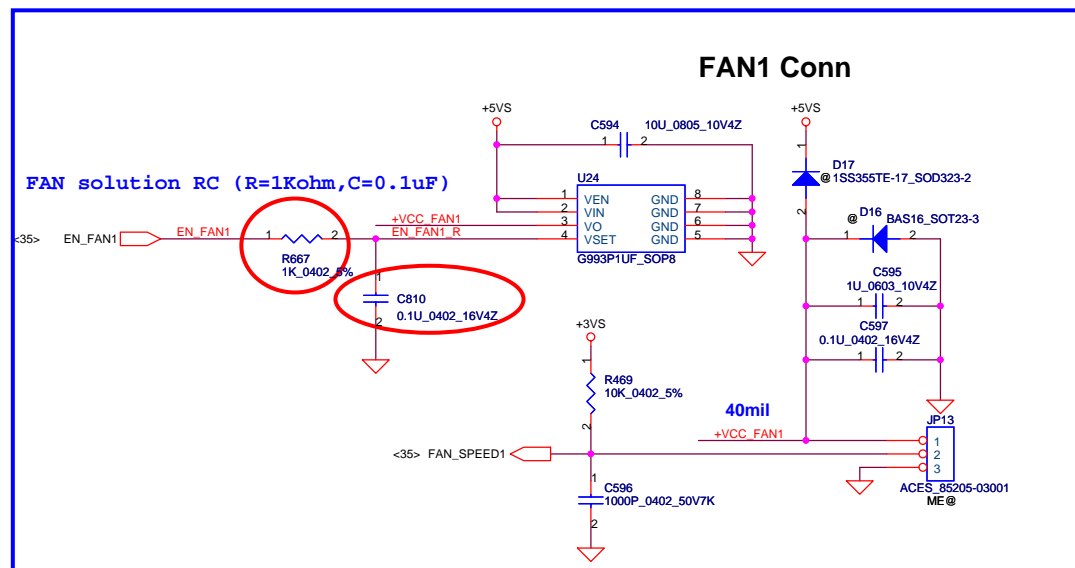 FAN1 Conn
+5VS
+5VS
C594
10U_0805_10V4Z
1
2
1
D17
@ 1SS355TE-17_SOD323-2
2
FAN solution RC (R=1Kohm,C=0.1uF)
U24
1
VEN
GND
8
2
VIN
GND
7
3
VO
GND
6
4
VSET
GND
5
G993P1UF_SOP8
+VCC_FAN1
EN_FAN1_R
<35>
EN_FAN1
EN_FAN1
1
2
R667
1K_0402_5%
@
D16
BAS16_SOT23-3
1
2
1
C810
0.1U_0402_16V4Z
2
C595
1U_0603_10V4Z
1
2
C597
0.1U_0402_16V4Z
1
2
+3VS
1
R469
10K_0402_5%
2
40mil
+VCC_FAN1
JP13
1
2
3
ACES_85205-03001
ME@
<35>
FAN_SPEED1
1
C596
1000P_0402_50V7K
2